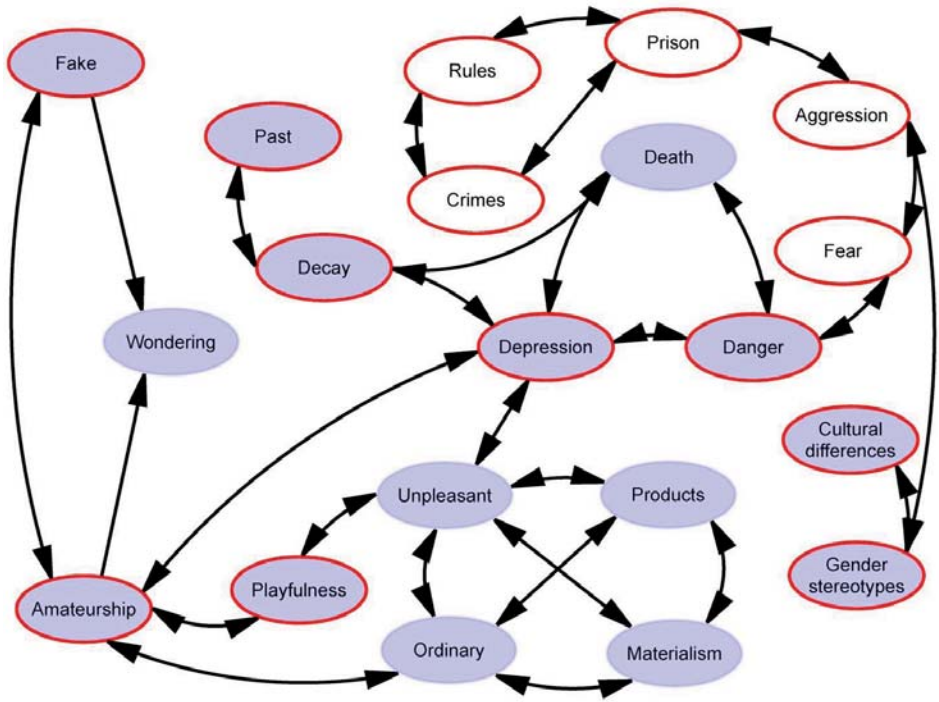 Fake
Prison
Rules
Aggression
Past
Death
Crimes
Fear
Decay
Wondering
Depression
Danger
Cultural
differences
Unpleasant
Products
Gender
stereotypes
Playfulness
Amateurship
Ordinary
Materialism